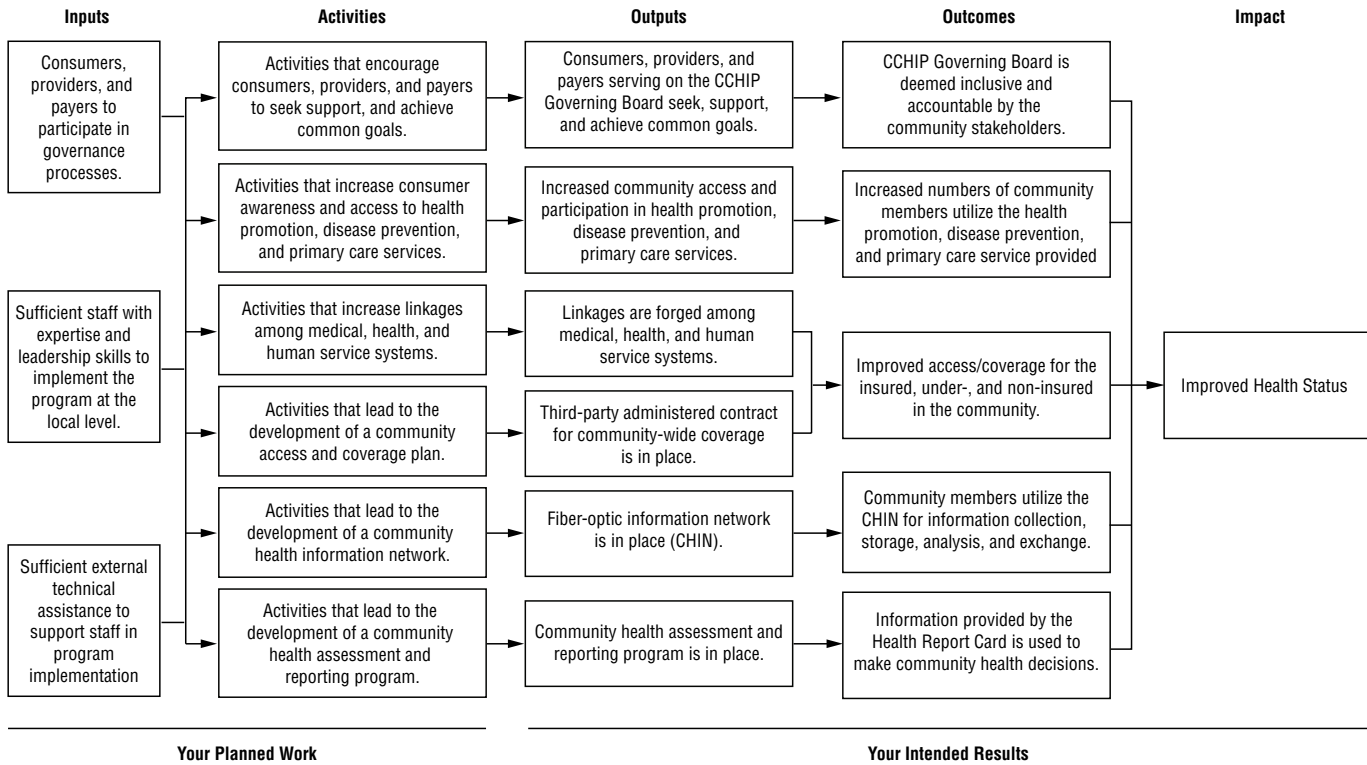 Inputs
Activities
Outputs
Outcomes
Impact
Consumers,
providers, and
payers to
participate in
governance
processes.
Sufficient staff with
expertise and
leadership skills to
implement the
program at the
local level.
Sufficient external
technical
assistance to
support staff in
program
implementation
Activities that encourage
consumers, providers, and payers
to seek support, and achieve
common goals.
Activities that increase consumer
awareness and access to health
promotion, disease prevention,
and primary care services.
Activities that increase linkages
among medical, health, and
human service systems.
Activities that lead to the
development of a community
access and coverage plan.
Activities that lead to the
development of a community
health information network.
Activities that lead to the
development of a community
health assessment and
reporting program.
Consumers, providers, and
payers serving on the CCHIP
Governing Board seek, support,
and achieve common goals.
Increased community access and
participation in health promotion,
disease prevention, and
primary care services.
Linkages are forged among
medical, health, and human
service systems.
Third-party administered contract
for community-wide coverage
is in place.
Fiber-optic information network
is in place (CHIN).
Community health assessment and
reporting program is in place.
CCHIP Governing Board is
deemed inclusive and
accountable by the
community stakeholders.
Increased numbers of community
members utilize the health
promotion, disease prevention,
and primary care service provided
Improved access/coverage for the
insured, under-, and non-insured
in the community.
Community members utilize the
CHIN for information collection,
storage, analysis, and exchange.
Information provided by the
Health Report Card is used to
make community health decisions.
Improved Health Status
Your Planned Work
Your Intended Results